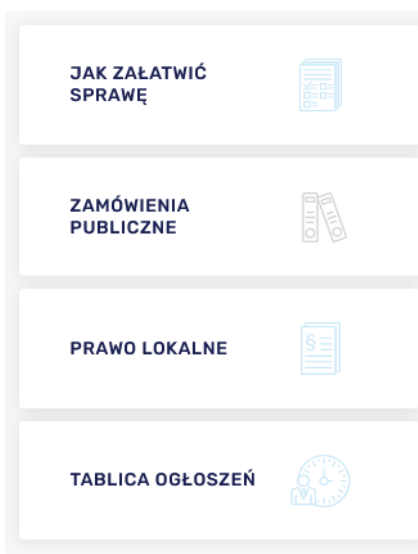 JAK ZAŁATWIĆ
SPRAWĘ
ZAMÓWIENIA
PUBLICZNE
PRAWO LOKALNE
§
TABLICA OGŁOSZEŃ